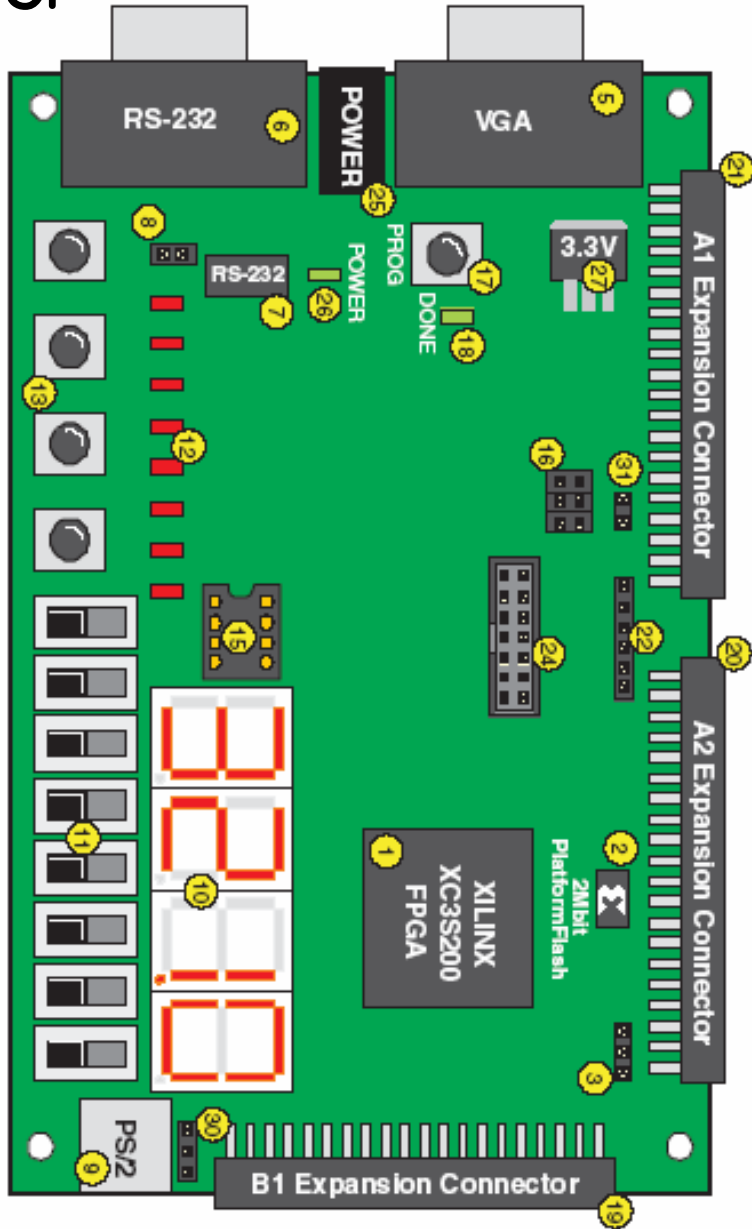 RS-232
6
POWER
25
VGA
5
21
A1 Expansion Connector
8
RS-232
7
POWER
26
PROG
17
DONE
18
3.3V
27
13
12
16
31
15
24
22
20
A2 Expansion Connector
11
10
1
XILINX
XC3S200
FPGA
2
2Mbit
PlatformFlash
3
PS/2
9
30
B1 Expansion Connector
19